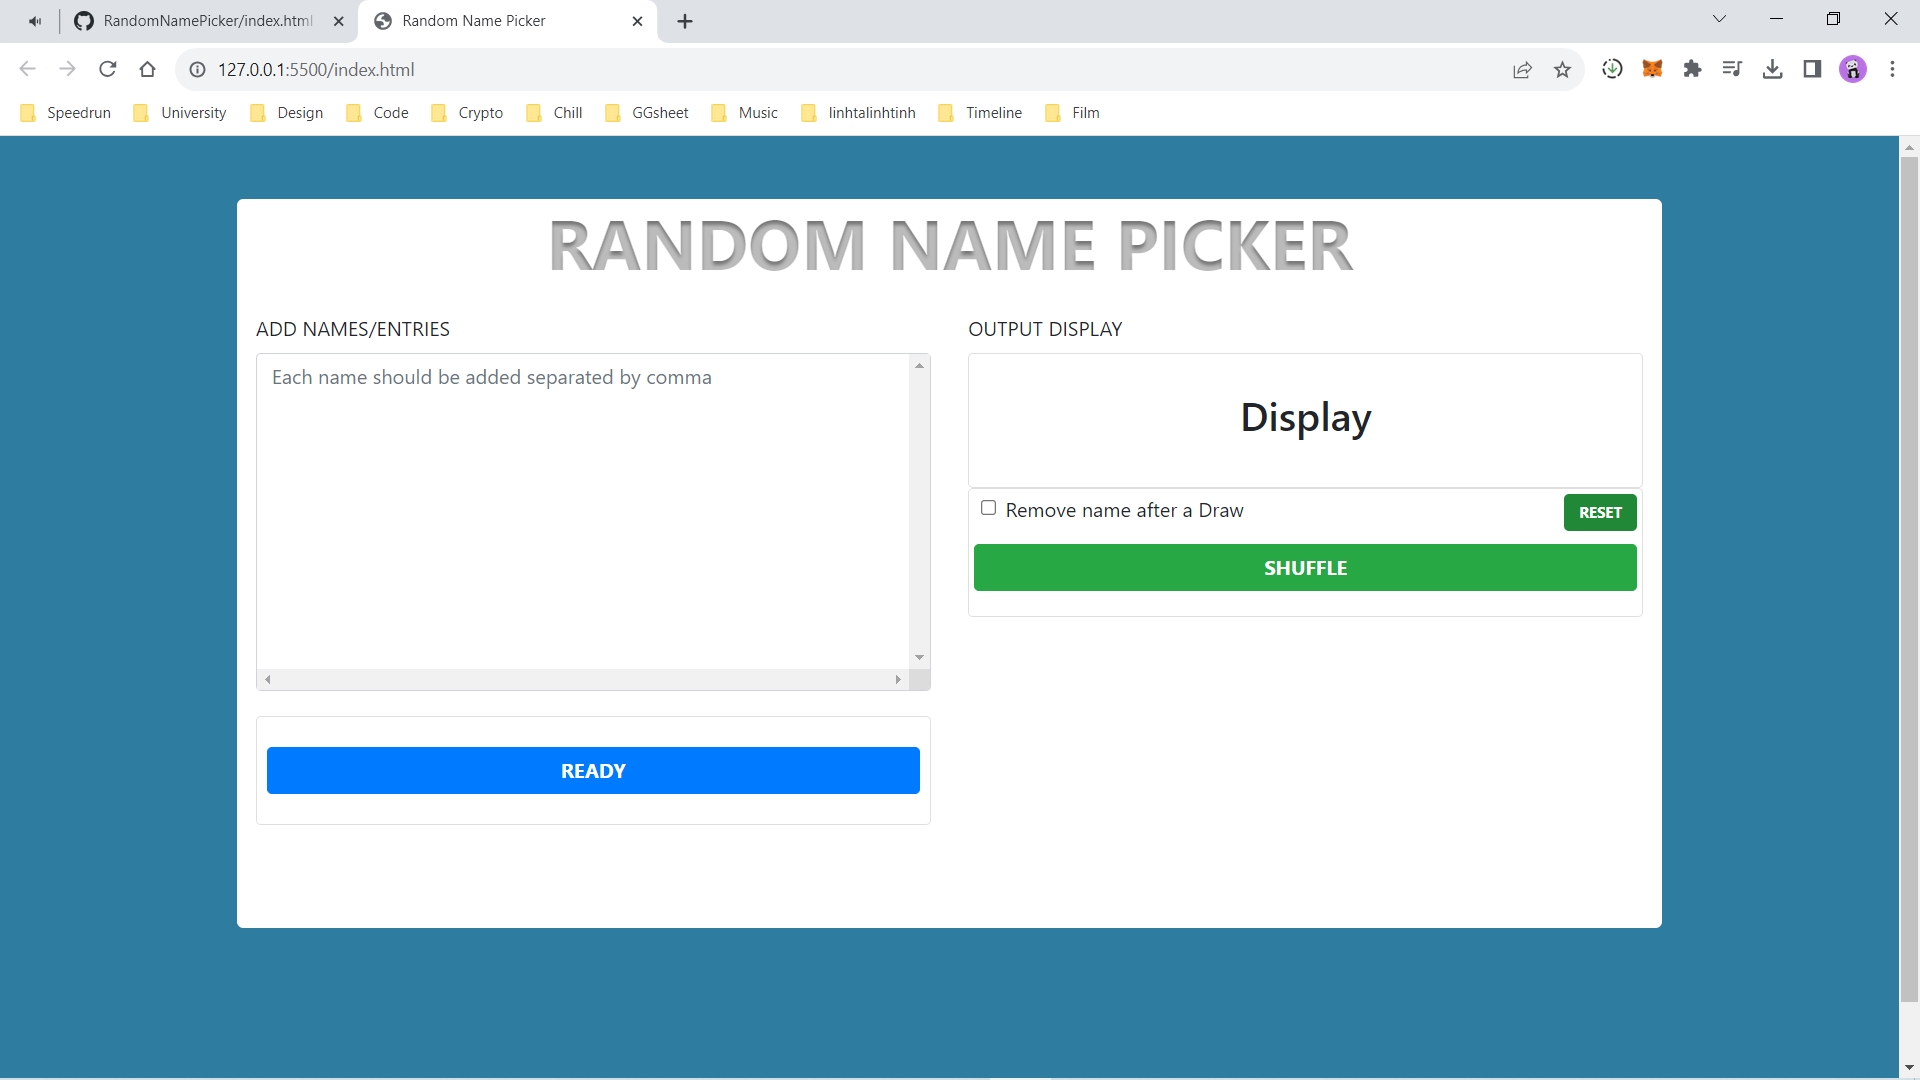 RandomNamePicker/index.html
Random Name Picker
127.0.0.1:5500/index.html
Speedrun University Design Code Crypto Chill GGsheet Music linhtalinhtinh Timeline Film
RANDOM NAME PICKER
ADD NAMES/ENTRIES
Each name should be added separated by comma
READY
OUTPUT DISPLAY
Display
Remove name after a Draw
RESET
SHUFFLE